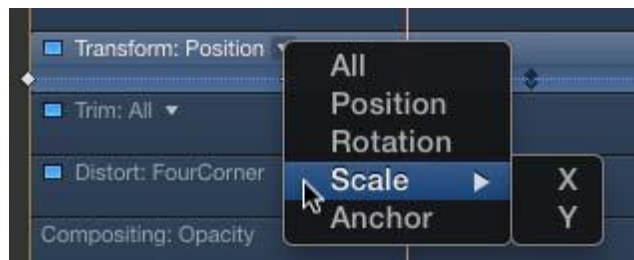 Transform: Position
Trim: All
Distort: FourCorner
Compositing: Opacity
All
Position
Rotation
Scale
Anchor
X
Y